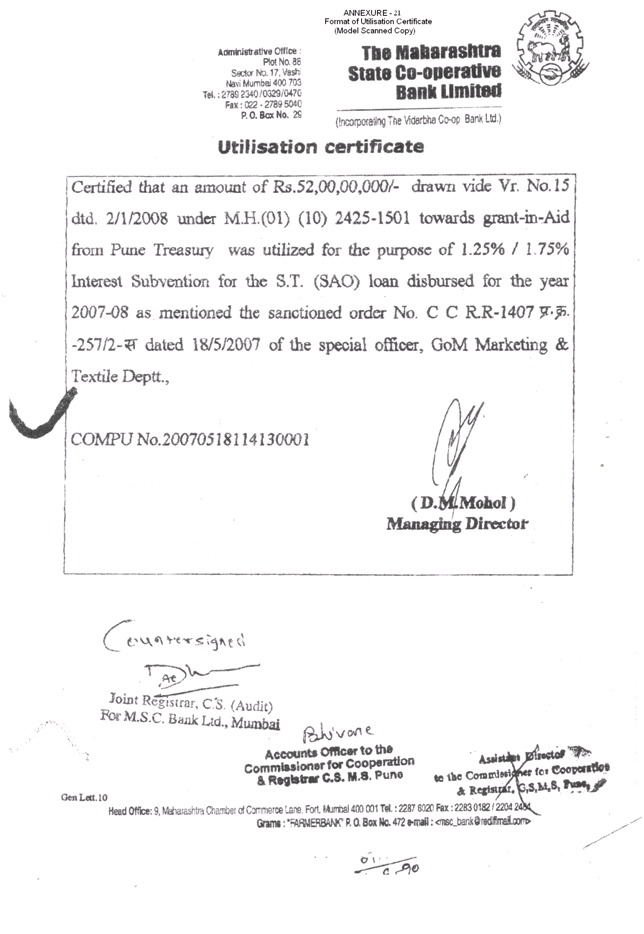 ANNEXURE - 21
Format of Utilisation Certificate
(Model Scanned Copy)
Administrative Office :
Plot No. 86
Sector No. 17, Vashi
Navi Mumbai 400 703
Tel. : 2789 2340 / 0329 / 0470
Fax : 022 - 2789 5040
P. O. Box No. 29
The Maharashtra
State Co-operative
Bank Limited
(Incorporating The Vidarbha Co-op Bank Ltd.)
Utilisation certificate
Certified that an amount of Rs.52,00,00,000/- drawn vide Vr. No.15
dtd. 2/1/2008 under M.H.(01) (10) 2425-1501 towards grant-in-Aid
from Pune Treasury was utilized for the purpose of 1.25% / 1.75%
Interest Subvention for the S.T. (SAO) loan disbursed for the year
2007-08 as mentioned the sanctioned order No. C C R.R-1407 प्र.क्र.
-257/2-स dated 18/5/2007 of the special officer, GoM Marketing &
Textile Deptt.,
COMPU No.20070518114130001
( D.M.Mohol )
Managing Director
Countersigned
Joint Registrar, C.S. (Audit)
For M.S.C. Bank Ltd., Mumbai
Bhivare
Accounts Officer to the
Commissioner for Cooperation
& Registrar C.S. M.S. Pune
Assistan Director
to the Commissioner for Cooperation
& Registrar, C,S,M,S, Pune,
Gen Lett.10
Head Office: 9, Maharashtra Chamber of Commerce Lane, Fort, Mumbai 400 001 Tel. : 2287 6020 Fax : 2283 0182 / 2204 2484
Grams : "FARMERBANK" P. O. Box No. 472 e-mail : <msc_bank@rediffmail.com>